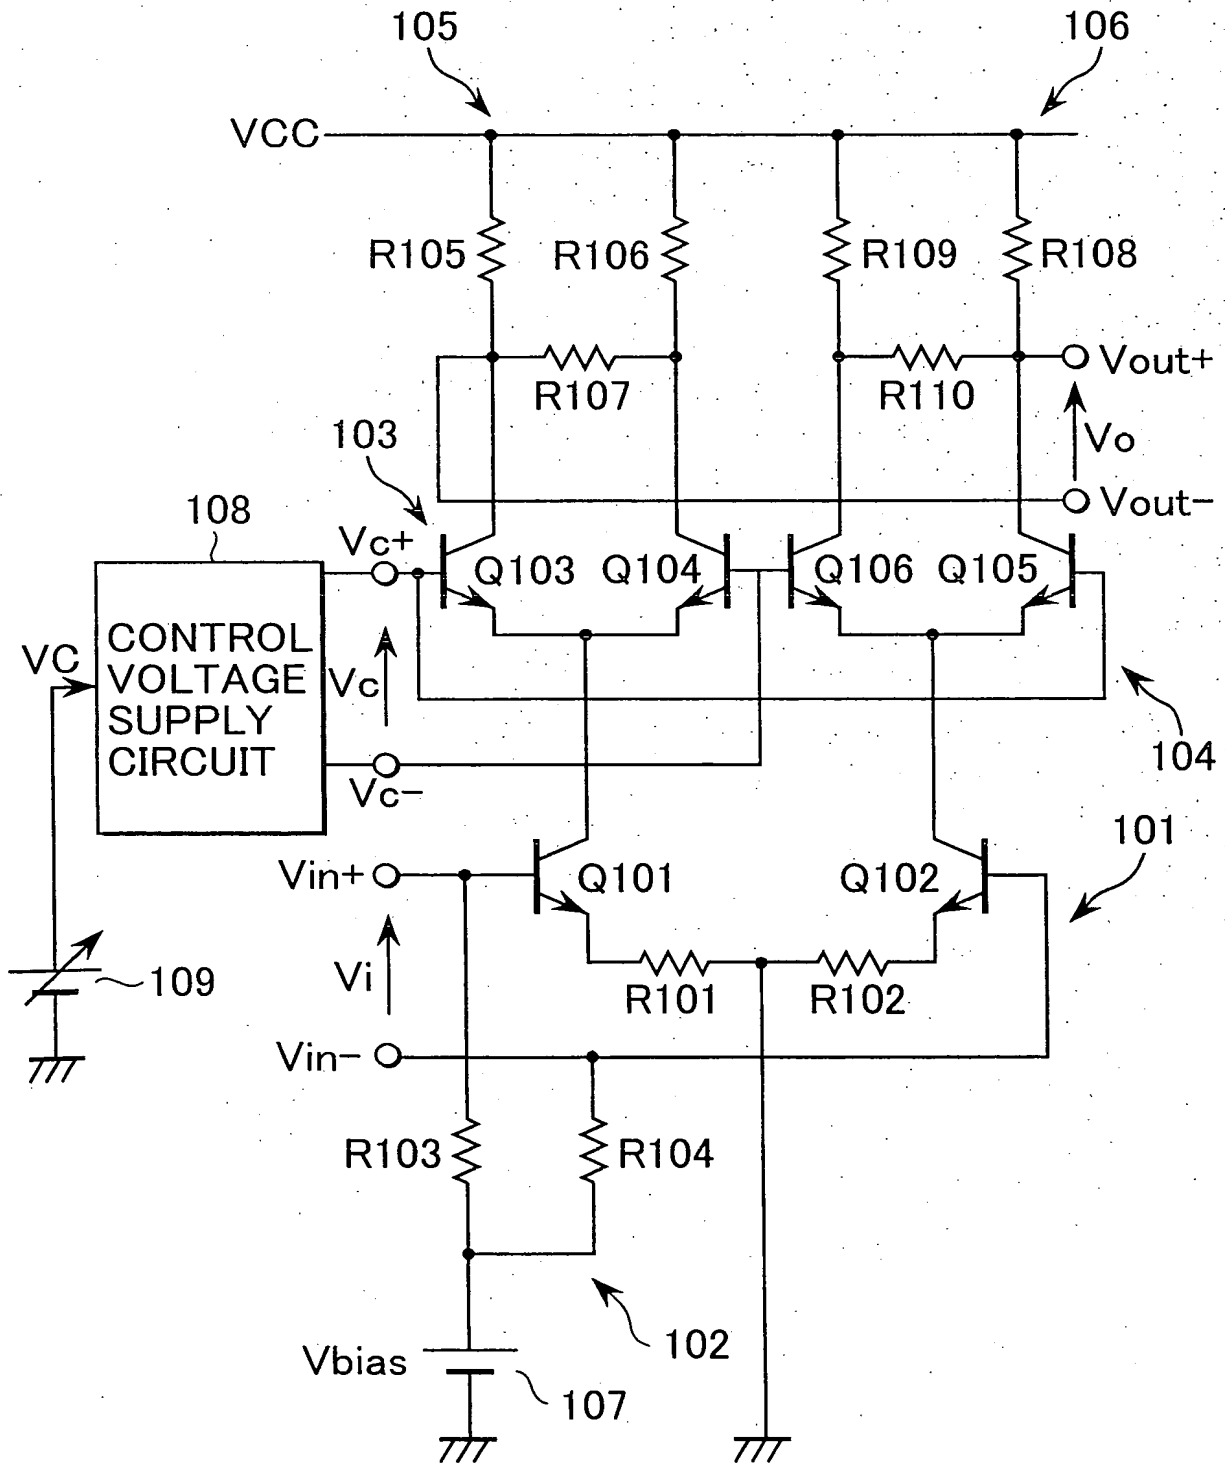 105
106
VCC
R105
R106
R109
R108
R107
R110
Vout+
Vo
Vout-
103
108
Vc+
Q103
Q104
Q106
Q105
CONTROL
VOLTAGE
SUPPLY
CIRCUIT
VC
Vc
Vc-
104
101
Vin+
Q101
Q102
109
Vi
R101
R102
Vin-
R103
R104
102
Vbias
107